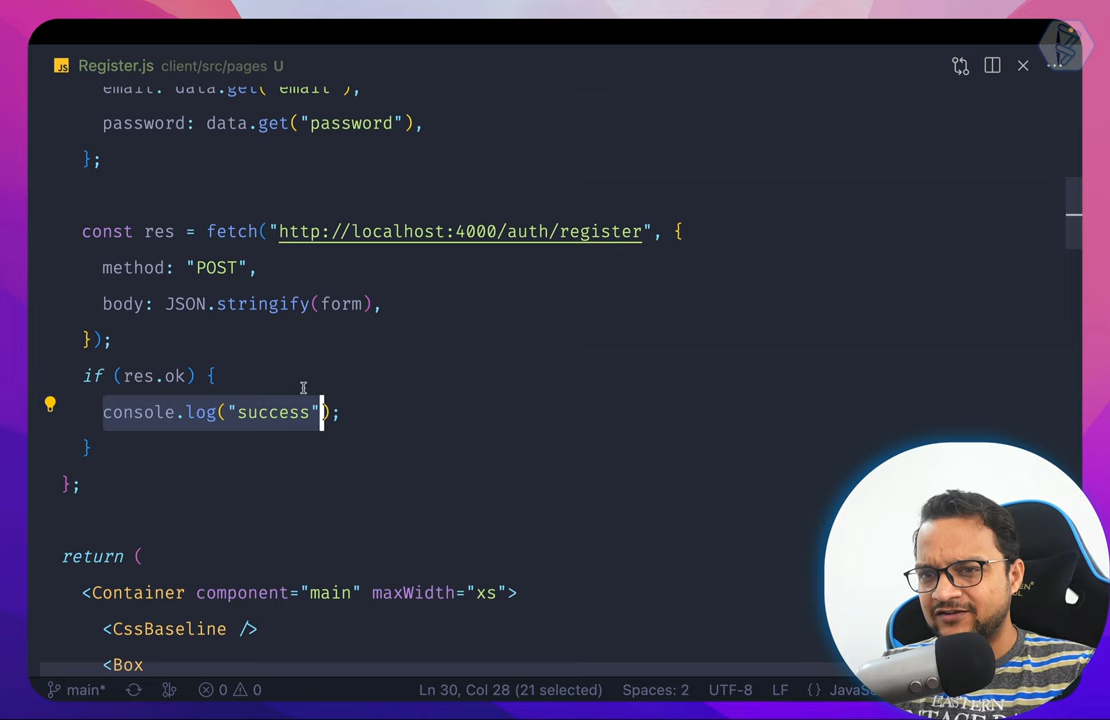 Register.js client/src/pages U
email: data.get("email"),
password: data.get("password"),
};
const res = fetch("http://localhost:4000/auth/register", {
method: "POST",
body: JSON.stringify(form),
});
if (res.ok) {
console.log("success");
}
};
return (
<Container component="main" maxWidth="xs">
<CssBaseline />
<Box
main* 0 0 Ln 30, Col 28 (21 selected) Spaces: 2 UTF-8 LF {}
EASTERN